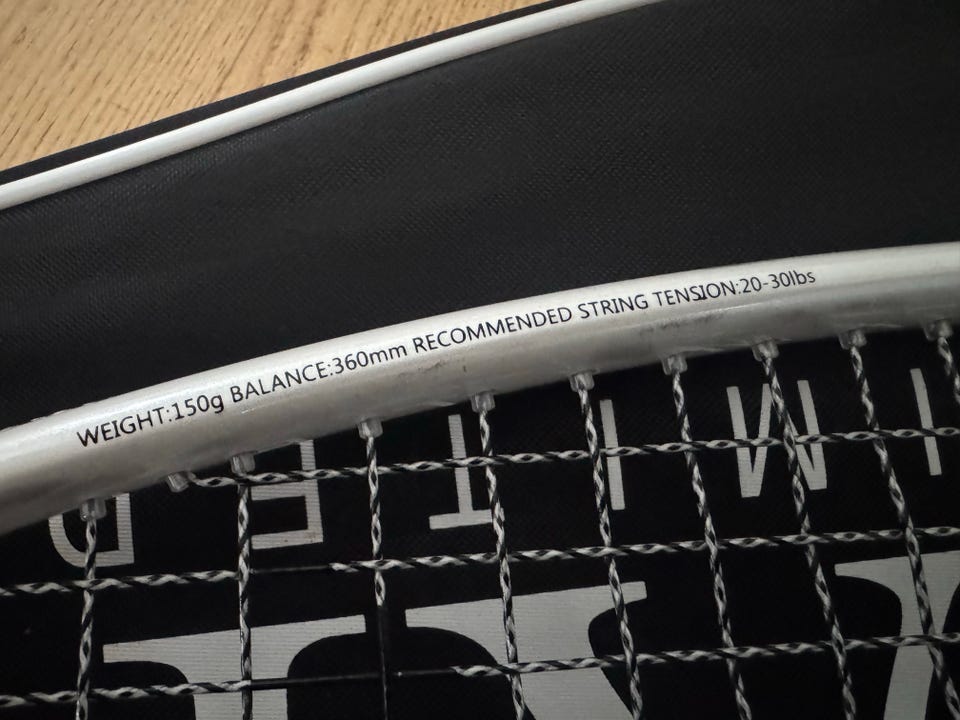 WEIGHT:150g BALANCE:360mm RECOMMENDED STRING TENSION:20-30lbs